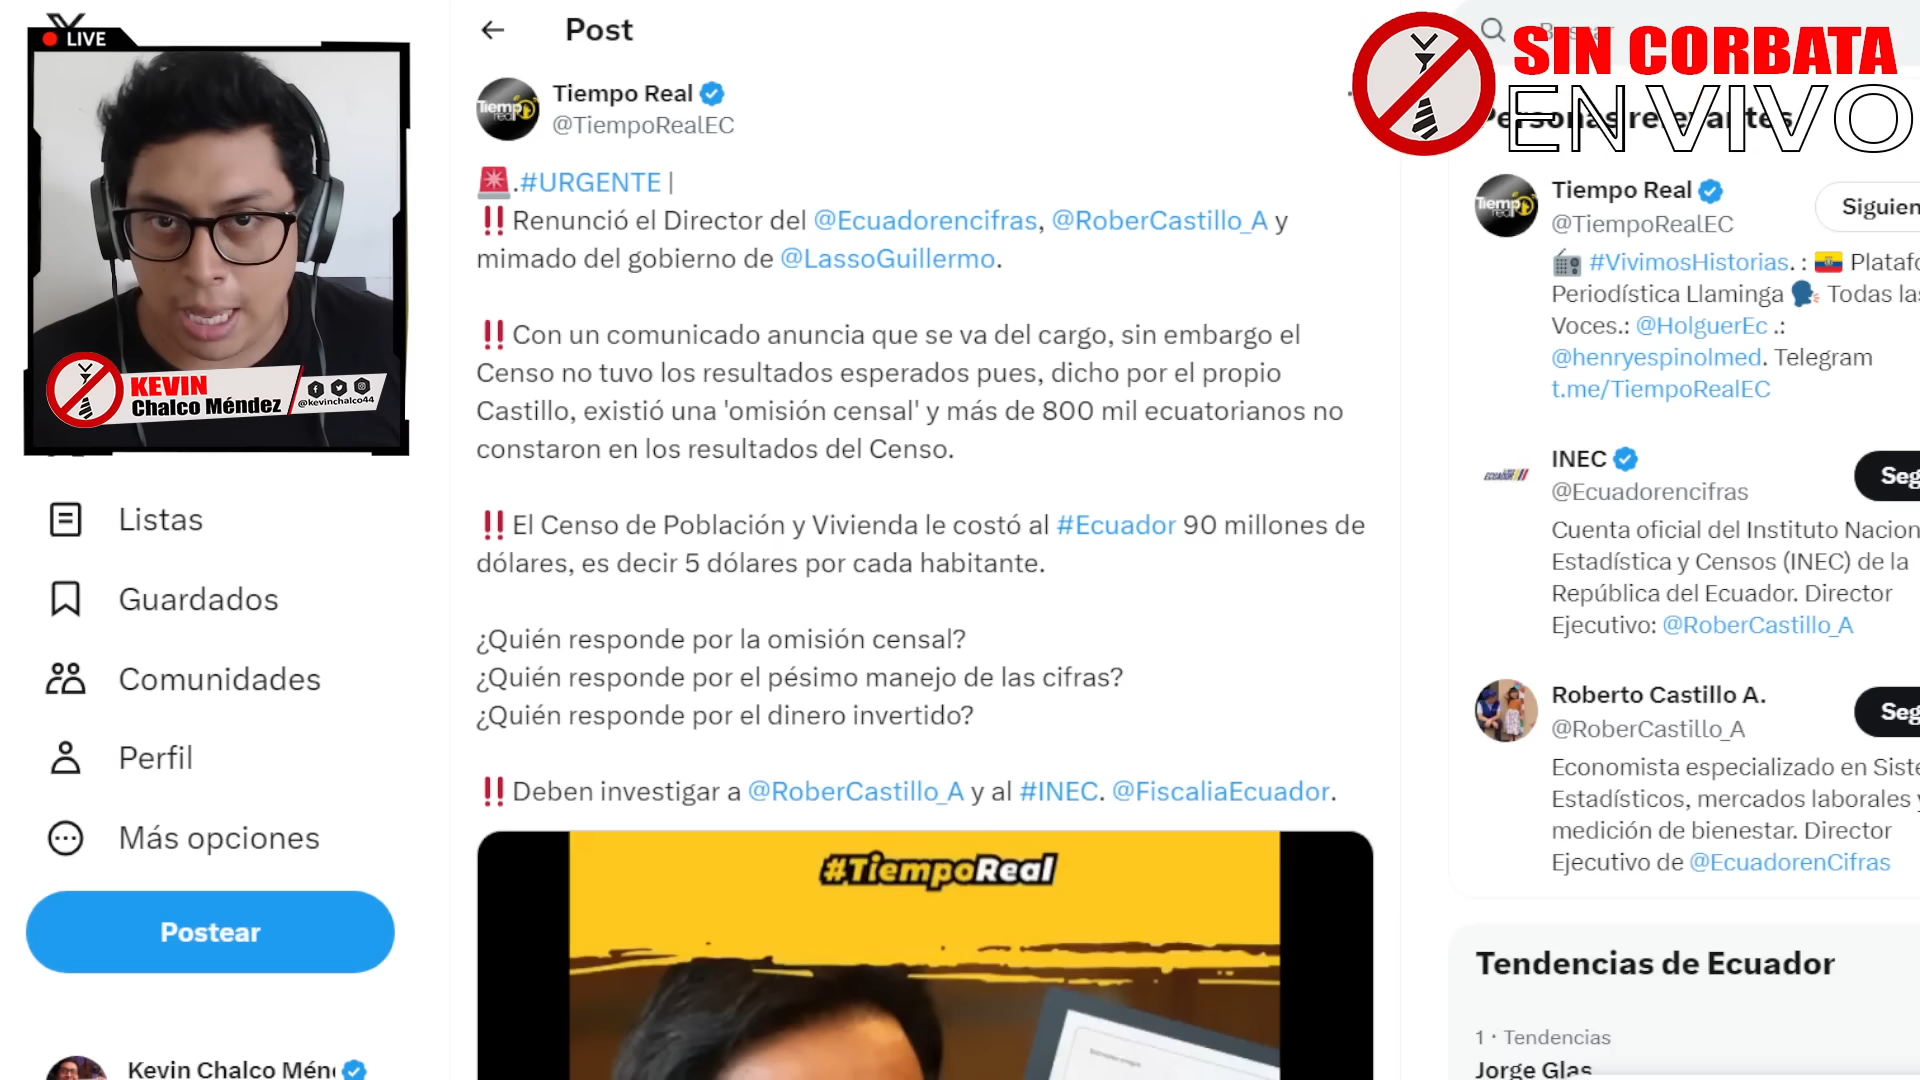 LIVE
KEVIN
Chalco Méndez
@kevinchalco44
Listas
Guardados
Comunidades
Perfil
Más opciones
Postear
Kevin Chalco Mén
Post
Tiempo Real
@TiempoRealEC
.#URGENTE |
‼️Renunció el Director del @Ecuadorencifras, @RoberCastillo_A y
mimado del gobierno de @LassoGuillermo.
‼️Con un comunicado anuncia que se va del cargo, sin embargo el
Censo no tuvo los resultados esperados pues, dicho por el propio
Castillo, existió una 'omisión censal' y más de 800 mil ecuatorianos no
constaron en los resultados del Censo.
‼️El Censo de Población y Vivienda le costó al #Ecuador 90 millones de
dólares, es decir 5 dólares por cada habitante.
¿Quién responde por la omisión censal?
¿Quién responde por el pésimo manejo de las cifras?
¿Quién responde por el dinero invertido?
‼️Deben investigar a @RoberCastillo_A y al #INEC. @FiscaliaEcuador.
#TiempoReal
SIN CORBATA
EN VIVO
Personas relevantes
Tiempo Real
@TiempoRealEC
Siguien
#VivimosHistorias. : Platafo
Periodística Llaminga Todas las
Voces.: @HolguerEc .:
@henryespinolmed. Telegram
t.me/TiempoRealEC
INEC
@Ecuadorencifras
Seg
Cuenta oficial del Instituto Nacion
Estadística y Censos (INEC) de la
República del Ecuador. Director
Ejecutivo: @RoberCastillo_A
Roberto Castillo A.
@RoberCastillo_A
Seg
Economista especializado en Siste
Estadísticos, mercados laborales y
medición de bienestar. Director
Ejecutivo de @EcuadorenCifras
Tendencias de Ecuador
1 · Tendencias
Jorge Glas